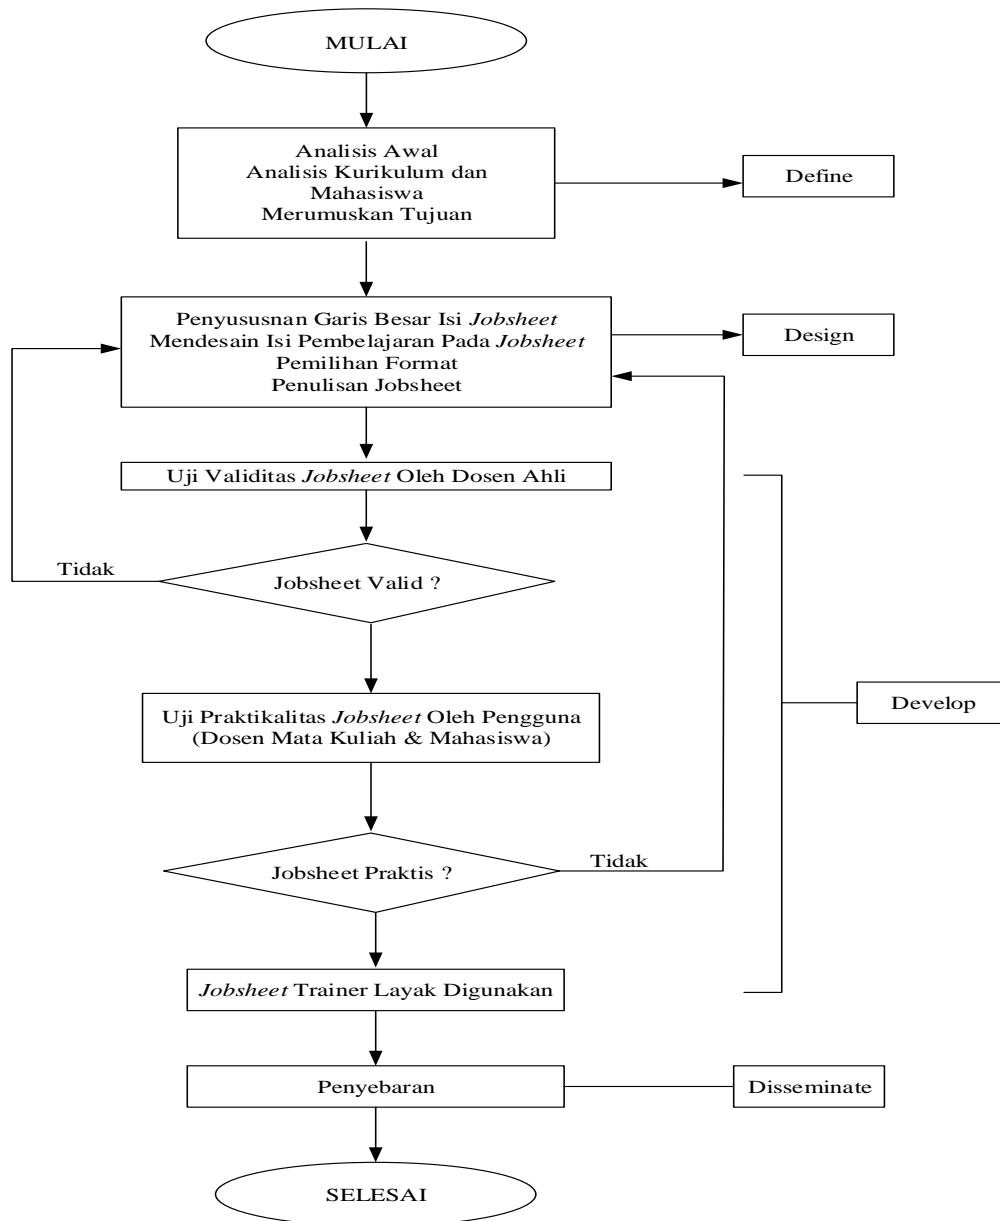 MULAI
Analisis Awal
Analisis Kurikulum dan
Mahasiswa
Merumuskan Tujuan
Define
Penyususnan Garis Besar Isi Jobsheet
Mendesain Isi Pembelajaran Pada Jobsheet
Pemilihan Format
Penulisan Jobsheet
Design
Uji Validitas Jobsheet Oleh Dosen Ahli
Tidak
Jobsheet Valid ?
Uji Praktikalitas Jobsheet Oleh Pengguna
(Dosen Mata Kuliah & Mahasiswa)
Develop
Jobsheet Praktis ?
Tidak
Jobsheet Trainer Layak Digunakan
Penyebaran
Disseminate
SELESAI